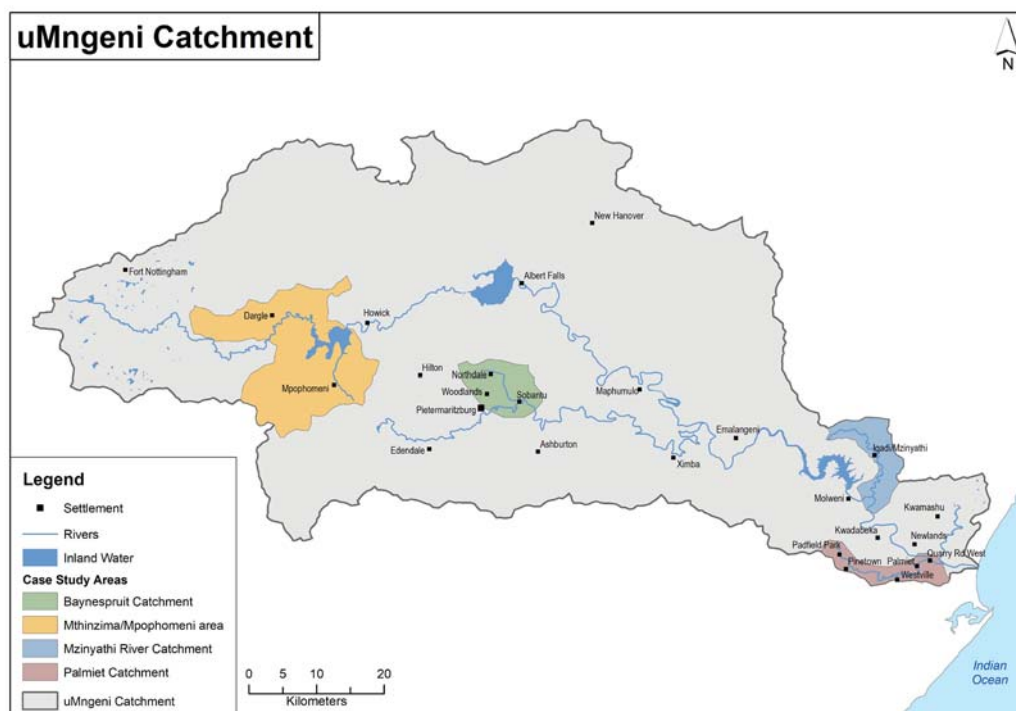 uMngeni Catchment
N
New Hanover
Fort Nottingham
Albert Falls
Dargle
Howick
Hilton
Northdale
Mpophomeni
Woodlands
Sobantu
Maphumulo
Pietermaritzburg
Emalangeni
Edendale
Ashburton
Ximba
Iqadi/Mzinyathi
Molweni
Kwamashu
Kwadabeka
Newlands
Padfield Park
Quarry Rd West
Pinetown
Palmiet
Westville
Legend
Settlement
Rivers
Inland Water
Case Study Areas
Baynespruit Catchment
Mthinzima/Mpophomeni area
Mzinyathi River Catchment
Palmiet Catchment
uMngeni Catchment
0 5 10 20
Kilometers
Indian
Ocean